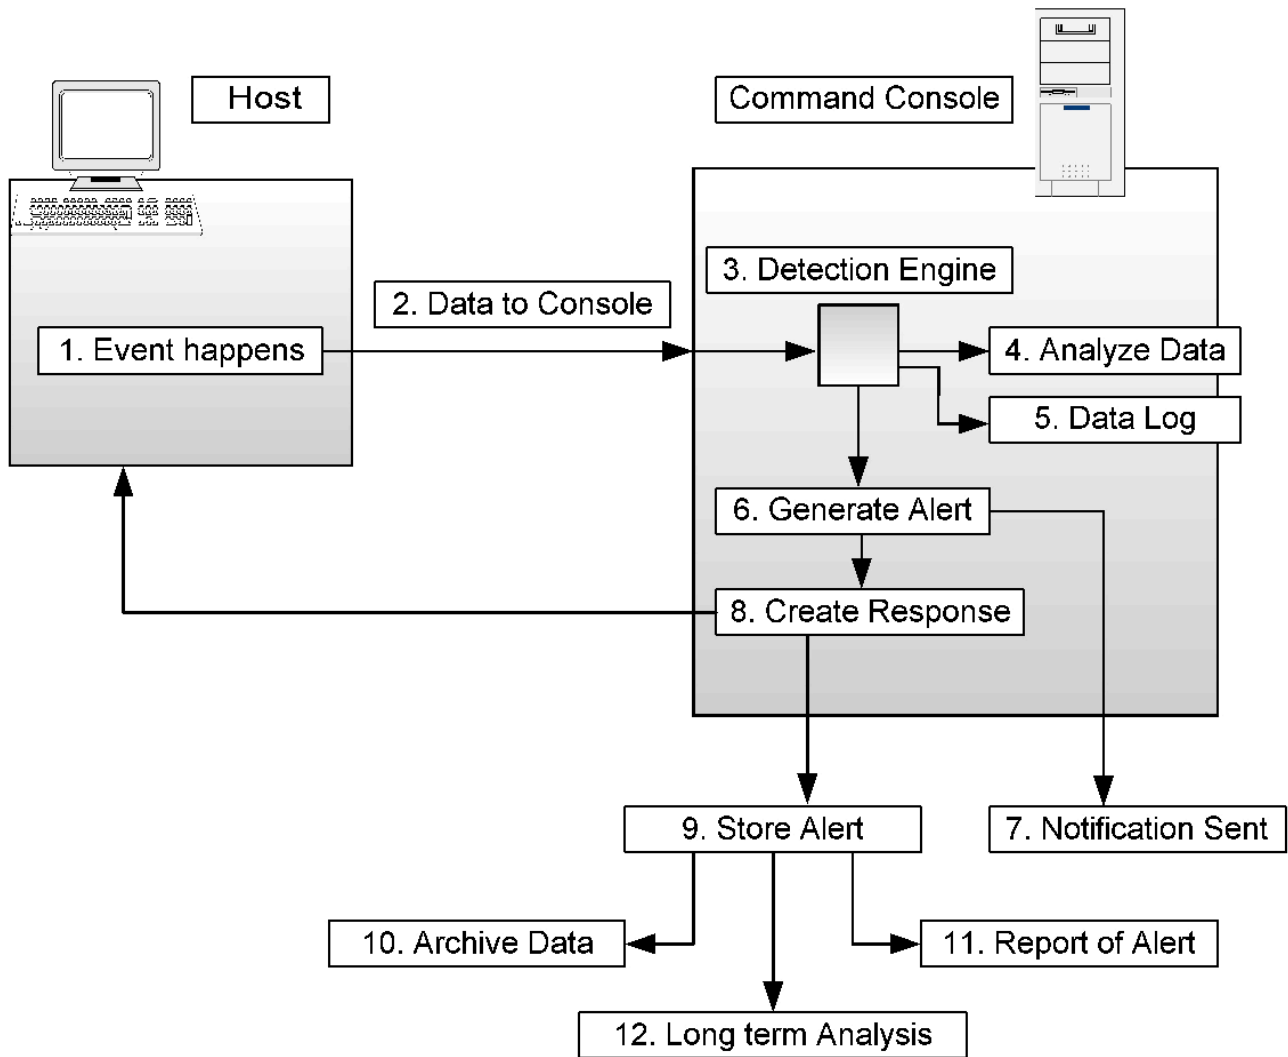 Host
Command Console
1. Event happens
2. Data to Console
3. Detection Engine
4. Analyze Data
5. Data Log
6. Generate Alert
8. Create Response
9. Store Alert
7. Notification Sent
10. Archive Data
11. Report of Alert
12. Long term Analysis